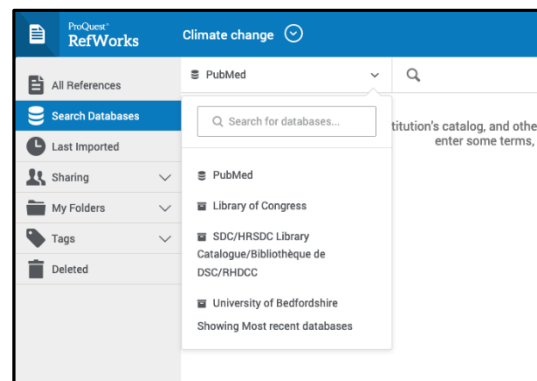 ProQuest®
RefWorks
Climate change
All References
Search Databases
Last Imported
Sharing
My Folders
Tags
Deleted
PubMed
Search for databases...
PubMed
Library of Congress
SDC/HRSDC Library
Catalogue/Bibliothèque de
DSC/RHDCC
University of Bedfordshire
Showing Most recent databases
titution's catalog, and othe
enter some terms,